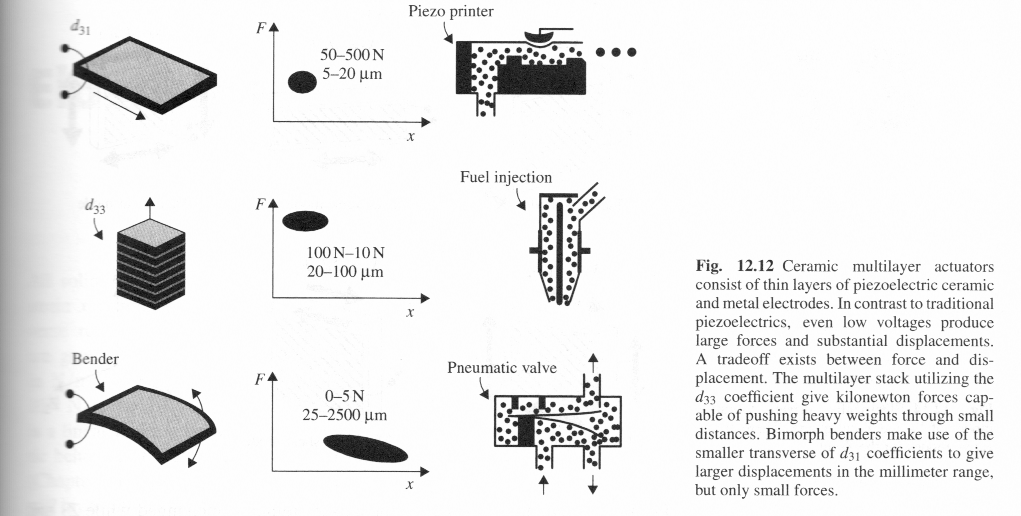 Piezo printer
d31
F
50–500 N
5–20 µm
x
Fuel injection
d33
F
100 N–10 N
20–100 µm
x
Bender
F
0–5 N
25–2500 µm
x
Pneumatic valve
Fig. 12.12 Ceramic multilayer actuators
consist of thin layers of piezoelectric ceramic
and metal electrodes. In contrast to traditional
piezoelectrics, even low voltages produce
large forces and substantial displacements.
A tradeoff exists between force and dis-
placement. The multilayer stack utilizing the
d33 coefficient give kilonewton forces cap-
able of pushing heavy weights through small
distances. Bimorph benders make use of the
smaller transverse of d31 coefficients to give
larger displacements in the millimeter range,
but only small forces.